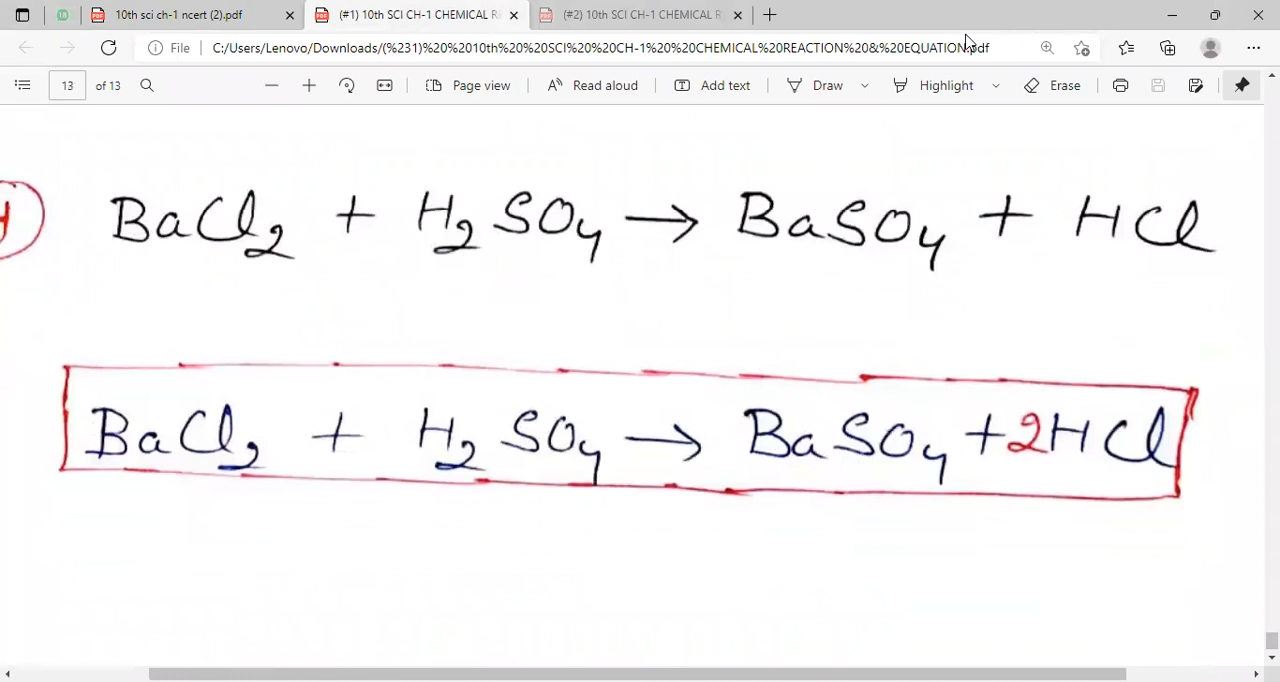 10th sci ch-1 ncert (2).pdf
(#1) 10th SCI CH-1 CHEMICAL R
(#2) 10th SCI CH-1 CHEMICAL R
File
C:/Users/Lenovo/Downloads/(%231)%20%2010th%20%20SCI%20%20CH-1%20%20CHEMICAL%20REACTION%20&%20EQUATION.pdf
13 of 13 Page view Read aloud Add text Draw Highlight Erase
BaCl₂ + H₂SO₄ → BaSO₄ + HCl
BaCl₂ + H₂SO₄ → BaSO₄ + 2HCl